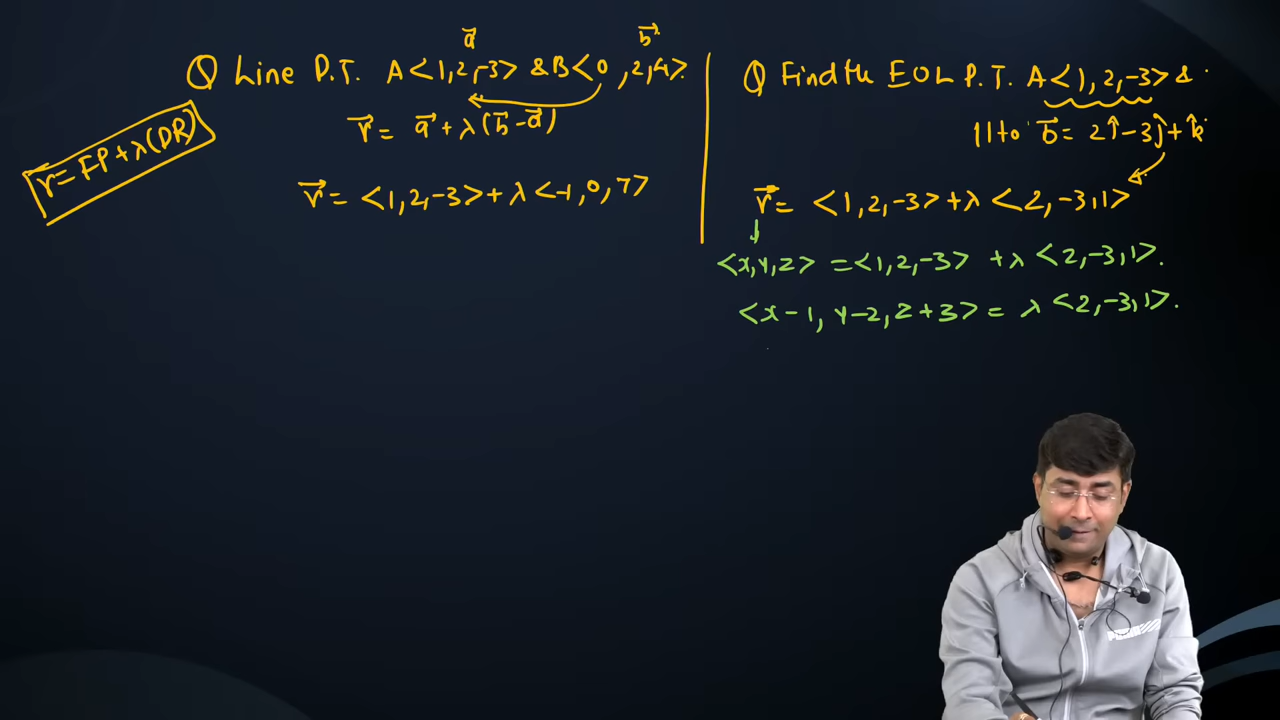 Q Line P.T. A<1,2,-3> & B<0,2,4>.
a⃗ b⃗
r⃗ = a⃗ + λ(b⃗ - a⃗)
r = FP + λ(DR)
r⃗ = <1,2,-3> + λ <-1,0,7>
Q Find the EOL P.T. A<1,2,-3> &
11 to b⃗ = 2î - 3ĵ + k̂
r⃗ = <1,2,-3> + λ <2,-3,1>
<x,y,z> = <1,2,-3> + λ <2,-3,1>.
<x-1, y-2, z+3> = λ <2,-3,1>.